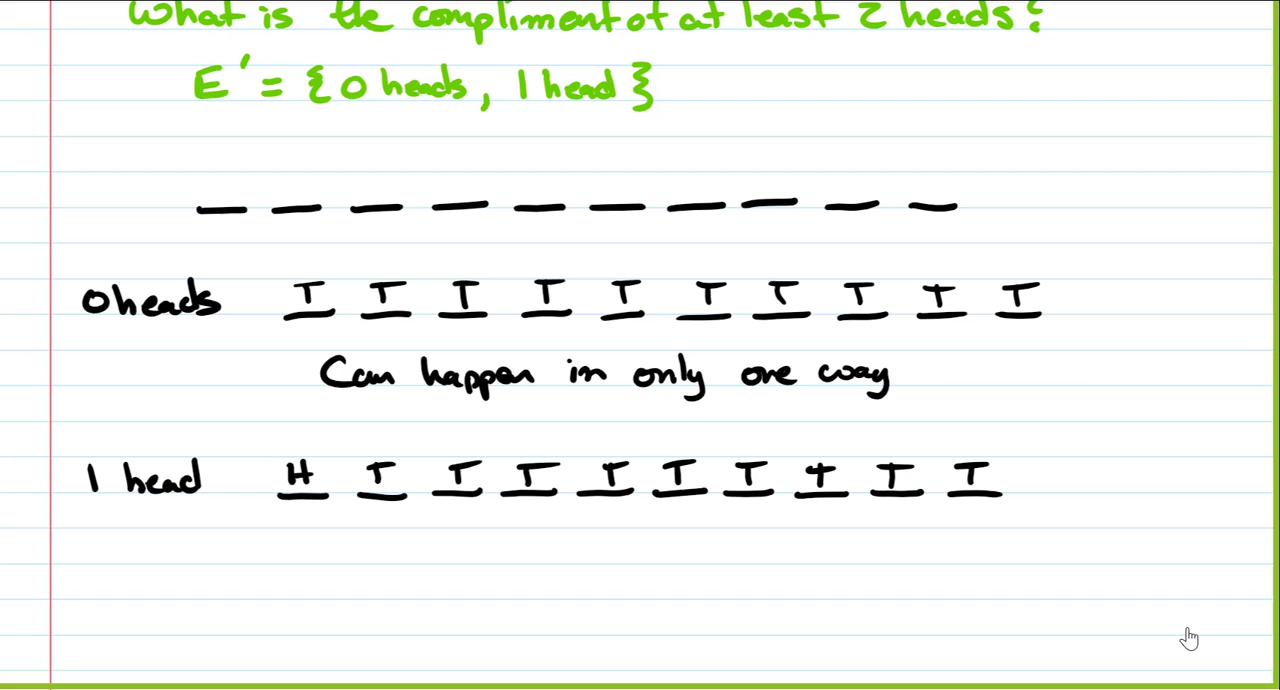 What is the compliment of at least 2 heads?
E' = {0 heads, 1 head}
0 heads T T T T T T T T T T
Can happen in only one way
1 head H T T T T T T T T T